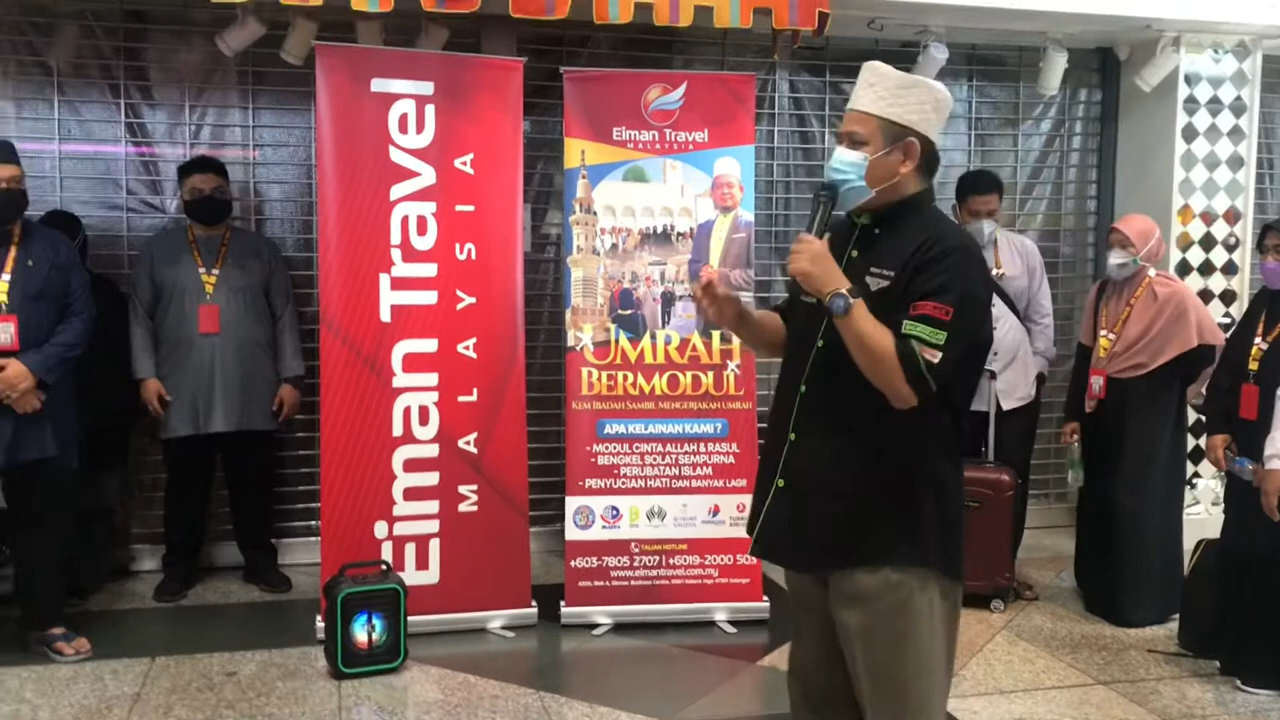 Eiman Travel
MALAYSIA
Eiman Travel
MALAYSIA
UMRAH
BERMODUL
KEM IBADAH SAMBIL MENGERJAKAN UMRAH
APA KELAINAN KAMI ?
- MODUL CINTA ALLAH & RASUL
- BENGKEL SOLAT SEMPURNA
- PERUBATAN ISLAM
- PENYUCIAN HATI DAN BANYAK LAGI!
TALIAN HOTLINE
+603-7805 2707 | +6019-2000 503
www.eimantravel.com.my